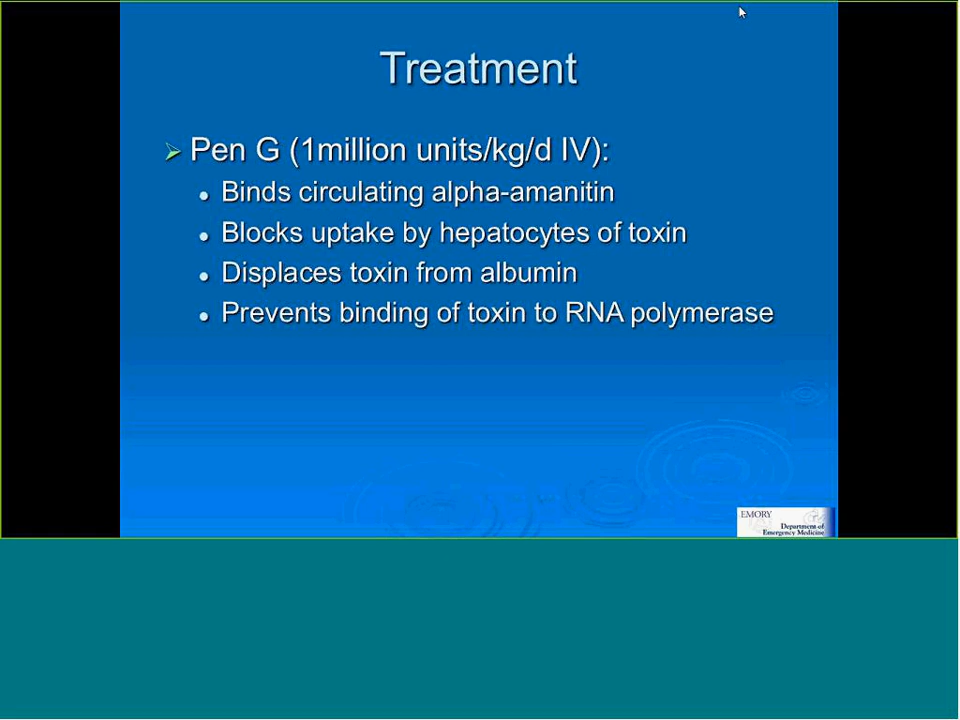 Treatment
Pen G (1million units/kg/d IV):
Binds circulating alpha-amanitin
Blocks uptake by hepatocytes of toxin
Displaces toxin from albumin
Prevents binding of toxin to RNA polymerase
EMORY
Department of
Emergency Medicine